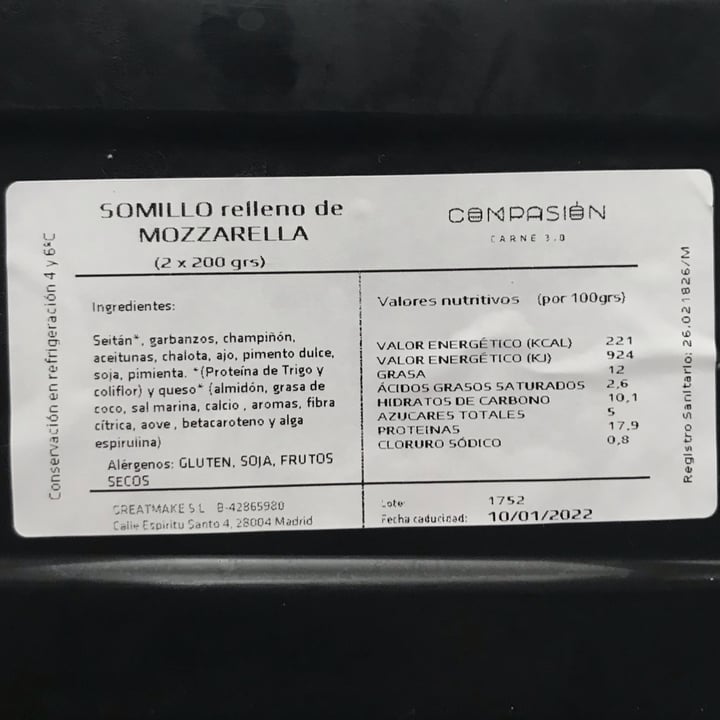 SOMILLO relleno de
MOZZARELLA
(2 x 200 grs)
COMPASIÓN
CARNE 3.0
Conservación en refrigeración 4 y 6ºC
Ingredientes:
Seitán*, garbanzos, champiñón,
aceitunas, chalota, ajo, pimento dulce,
soja, pimienta. *(Proteína de Trigo y
coliflor) y queso* (almidón, grasa de
coco, sal marina, calcio , aromas, fibra
cítrica, aove , betacaroteno y alga
espirulina)
Alérgenos: GLUTEN, SOJA, FRUTOS
SECOS
GREATMAKE S.L B-42865980
Calle Espíritu Santo 4, 28004 Madrid
Valores nutritivos (por 100grs)
VALOR ENERGÉTICO (KCAL) 221
VALOR ENERGÉTICO (KJ) 924
GRASA 12
ÁCIDOS GRASOS SATURADOS 2,6
HIDRATOS DE CARBONO 10,1
AZUCARES TOTALES 5
PROTEINAS 17,9
CLORURO SÓDICO 0,8
Lote: 1752
Fecha caducidad: 10/01/2022
Registro Sanitario: 26.021826/M